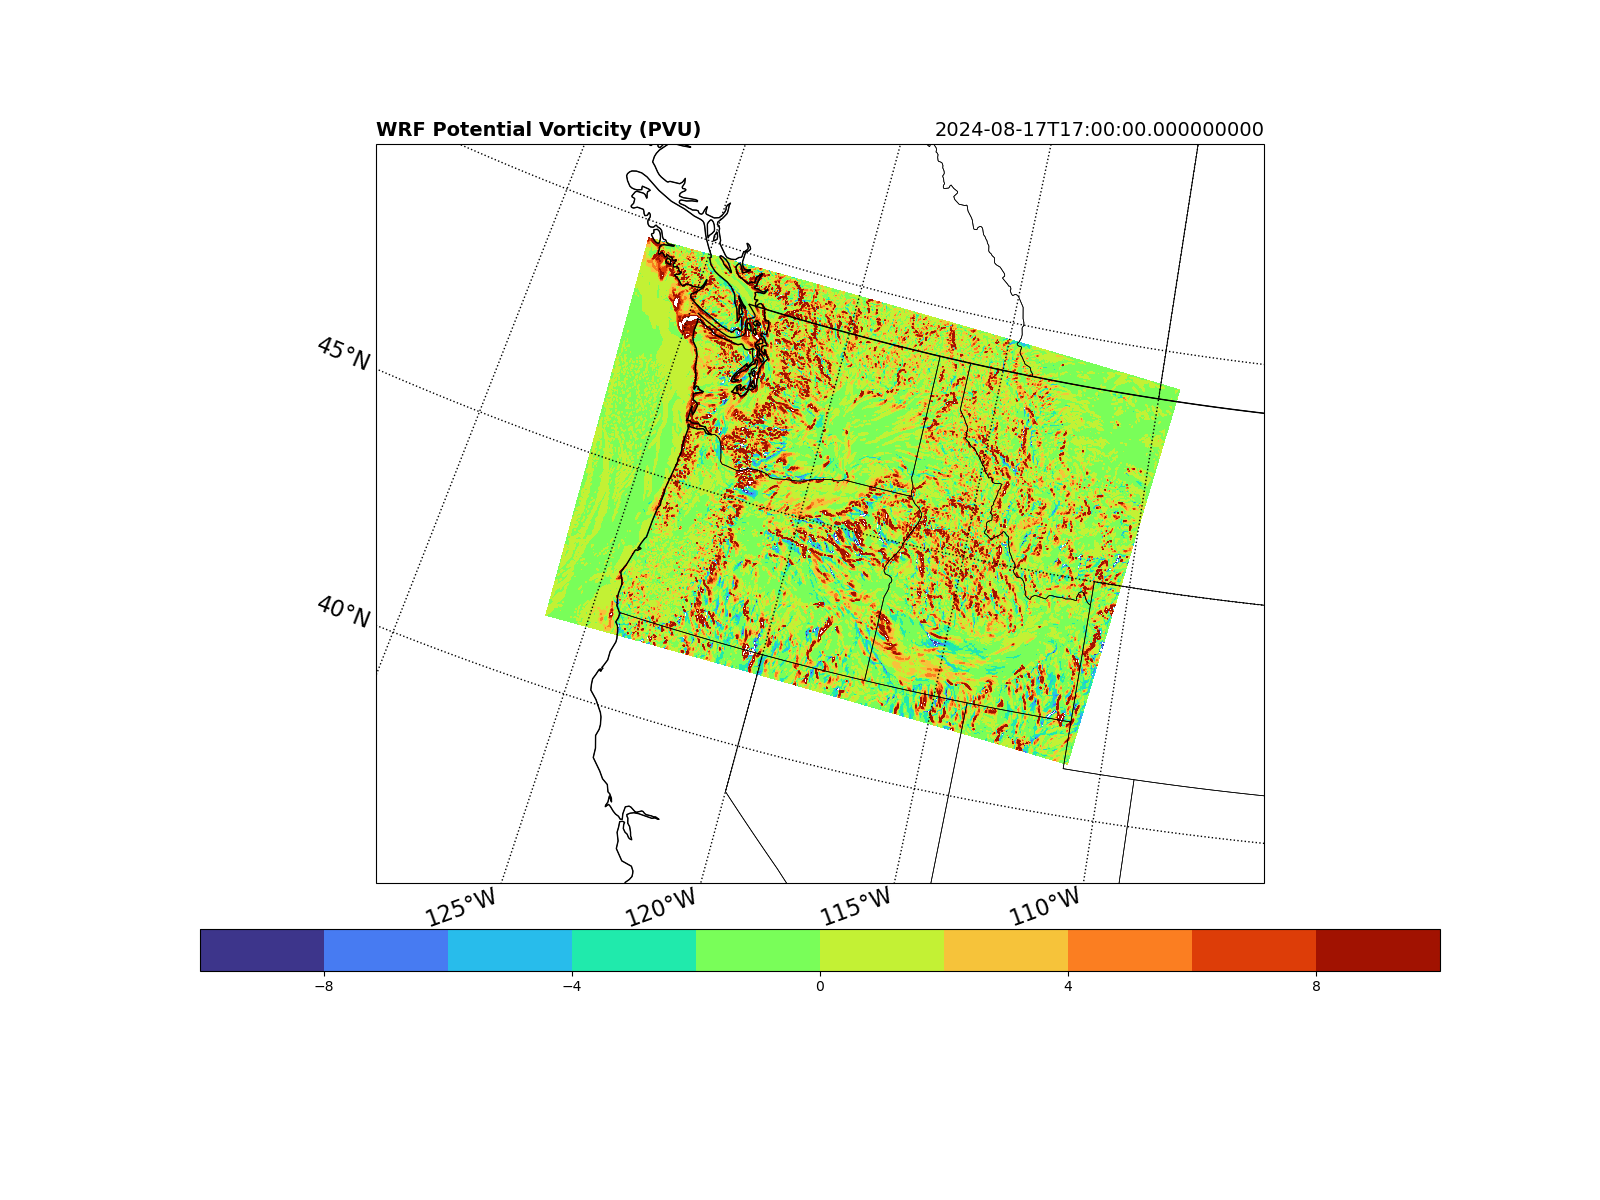 WRF Potential Vorticity (PVU) 2024-08-17T17:00:00.000000000
45°N
40°N
125°W 120°W 115°W 110°W
−8 −4 0 4 8